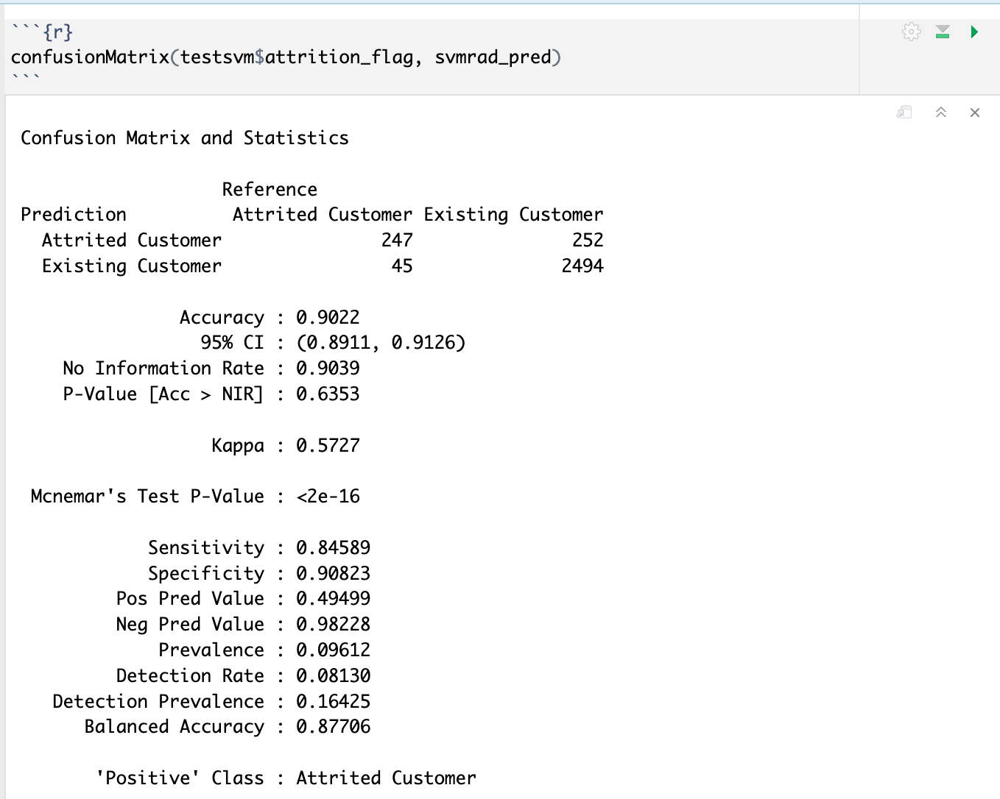 ```{r}
confusionMatrix(testsvm$attrition_flag, svmrad_pred)
```
Confusion Matrix and Statistics
Reference
Prediction Attrited Customer Existing Customer
Attrited Customer 247 252
Existing Customer 45 2494
Accuracy : 0.9022
95% CI : (0.8911, 0.9126)
No Information Rate : 0.9039
P-Value [Acc > NIR] : 0.6353
Kappa : 0.5727
Mcnemar's Test P-Value : <2e-16
Sensitivity : 0.84589
Specificity : 0.90823
Pos Pred Value : 0.49499
Neg Pred Value : 0.98228
Prevalence : 0.09612
Detection Rate : 0.08130
Detection Prevalence : 0.16425
Balanced Accuracy : 0.87706
'Positive' Class : Attrited Customer